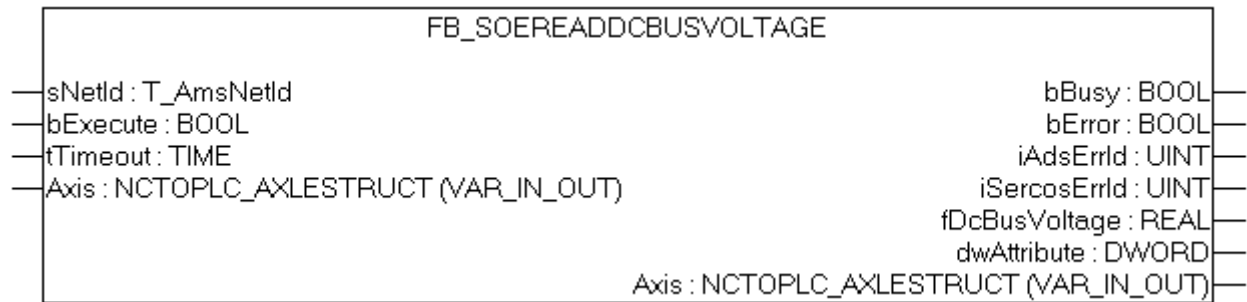 FB_SOEREADDCBUSVOLTAGE
sNetId : T_AmsNetId
bBusy : BOOL
bExecute : BOOL
bError : BOOL
tTimeout : TIME
iAdsErrId : UINT
Axis : NCTOPLC_AXLESTRUCT (VAR_IN_OUT)
iSercosErrId : UINT
fDcBusVoltage : REAL
dwAttribute : DWORD
Axis : NCTOPLC_AXLESTRUCT (VAR_IN_OUT)